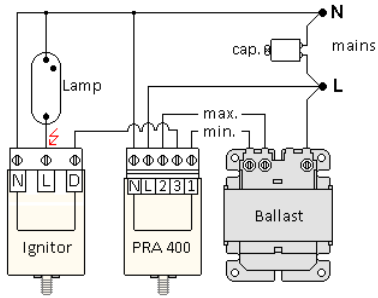 N
cap.
mains
Lamp
L
max.
min.
N L D
N L 2 3 1
Ignitor
PRA 400
Ballast